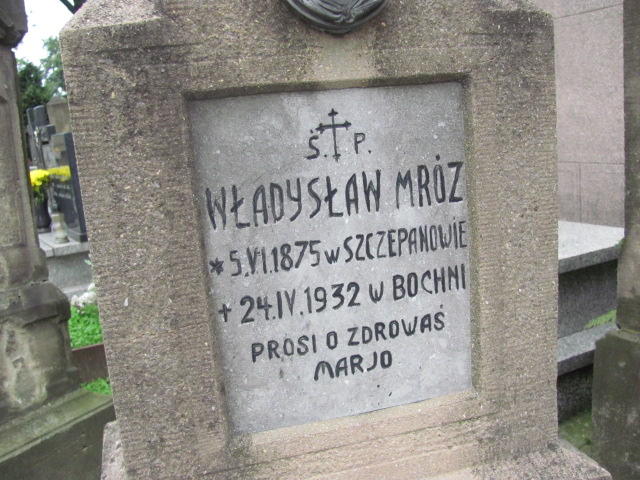 Ś. P.
WŁADYSŁAW MRÓZ
* 5.VI.1875 W SZCZEPANOWIE
+ 24.IV.1932 W BOCHNI
PROSI O ZDROWAŚ
MARJO